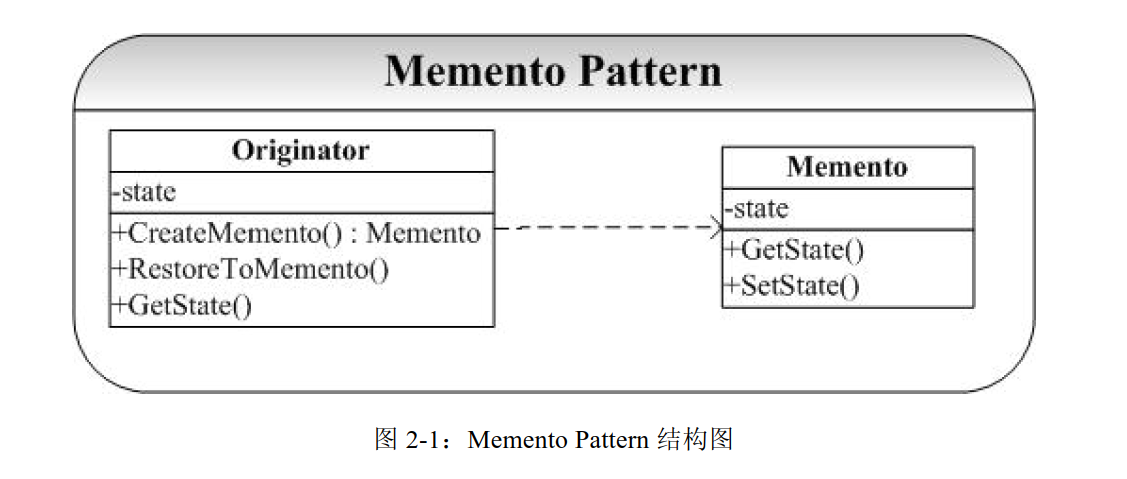 Memento Pattern
Originator
-state
+CreateMemento() : Memento
+RestoreToMemento()
+GetState()
Memento
-state
+GetState()
+SetState()
图 2-1：Memento Pattern 结构图